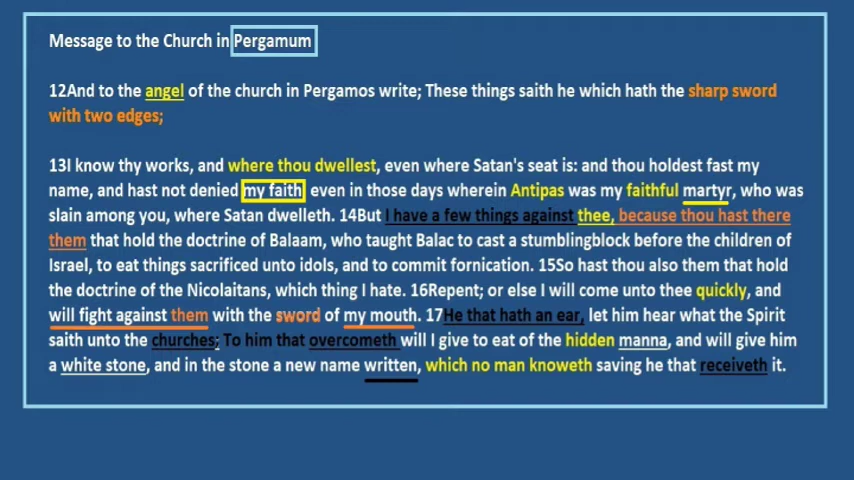 Message to the Church in Pergamum
12And to the angel of the church in Pergamos write; These things saith he which hath the sharp sword
with two edges;
13I know thy works, and where thou dwellest, even where Satan's seat is: and thou holdest fast my
name, and hast not denied my faith even in those days wherein Antipas was my faithful martyr, who was
slain among you, where Satan dwelleth. 14But I have a few things against thee, because thou hast there
them that hold the doctrine of Balaam, who taught Balac to cast a stumblingblock before the children of
Israel, to eat things sacrificed unto idols, and to commit fornication. 15So hast thou also them that hold
the doctrine of the Nicolaitans, which thing I hate. 16Repent; or else I will come unto thee quickly, and
will fight against them with the sword of my mouth. 17He that hath an ear, let him hear what the Spirit
saith unto the churches; To him that overcometh will I give to eat of the hidden manna, and will give him
a white stone, and in the stone a new name written, which no man knoweth saving he that receiveth it.